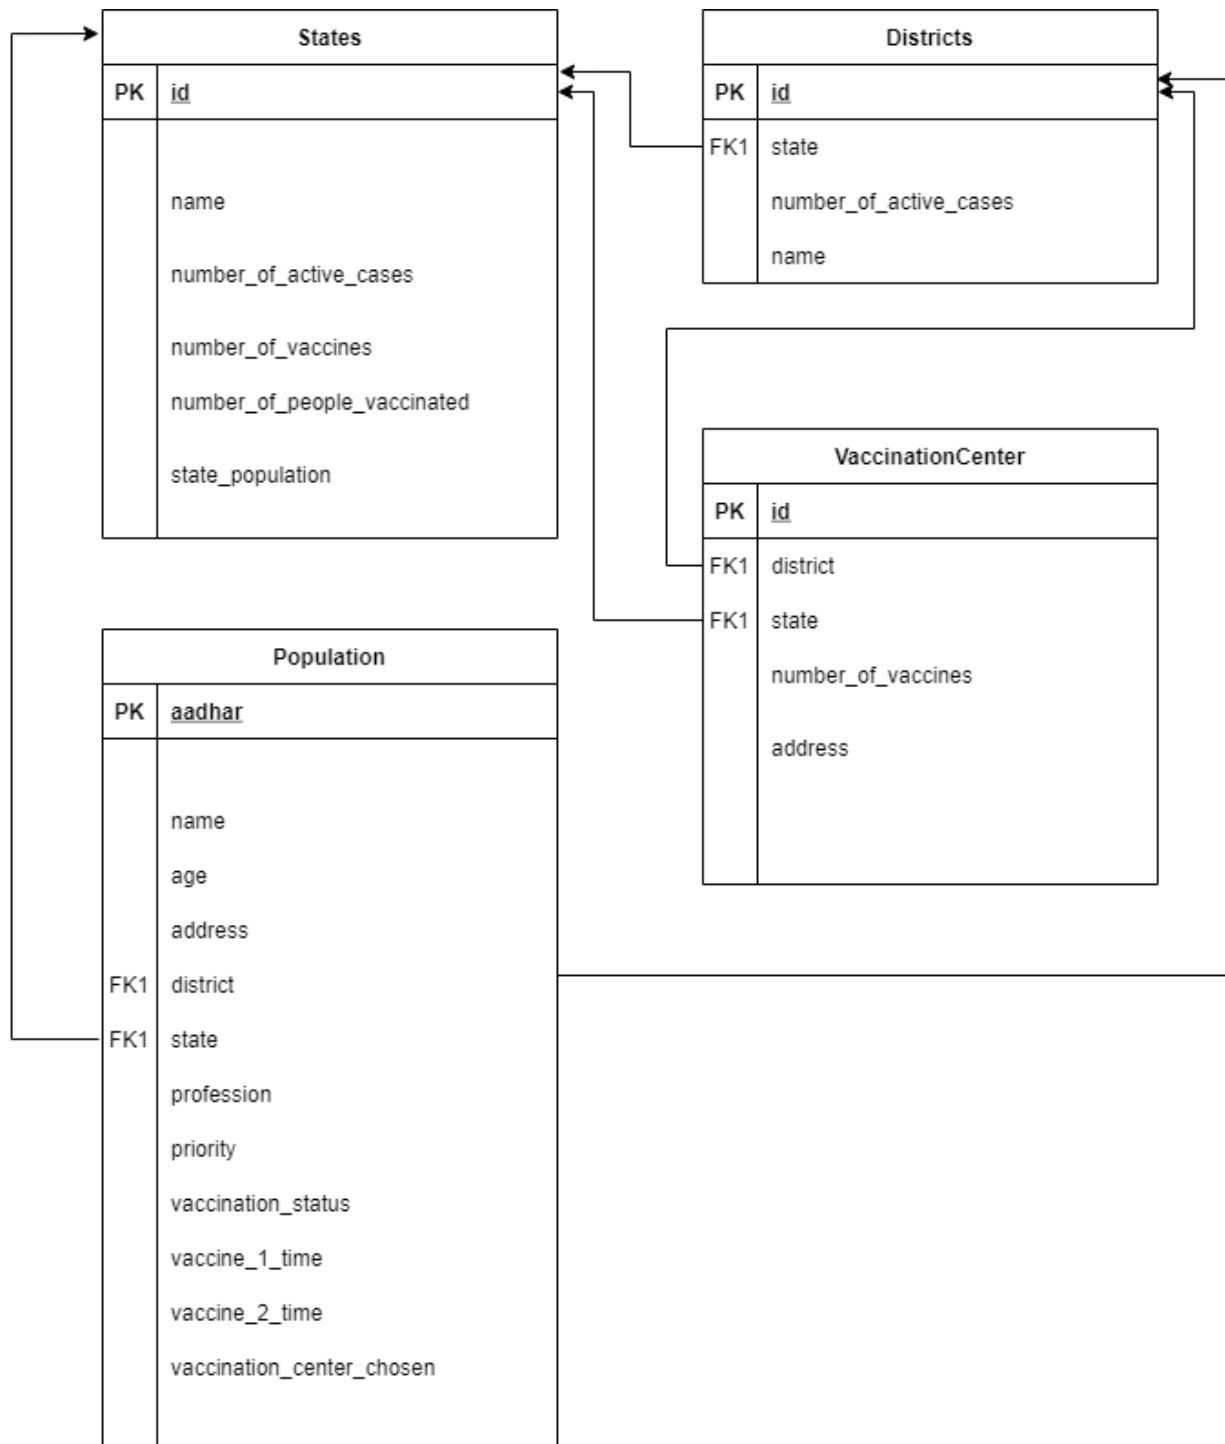 States
PK id
name
number_of_active_cases
number_of_vaccines
number_of_people_vaccinated
state_population
Districts
PK id
FK1 state
number_of_active_cases
name
VaccinationCenter
PK id
FK1 district
FK1 state
number_of_vaccines
address
Population
PK aadhar
name
age
address
FK1 district
FK1 state
profession
priority
vaccination_status
vaccine_1_time
vaccine_2_time
vaccination_center_chosen